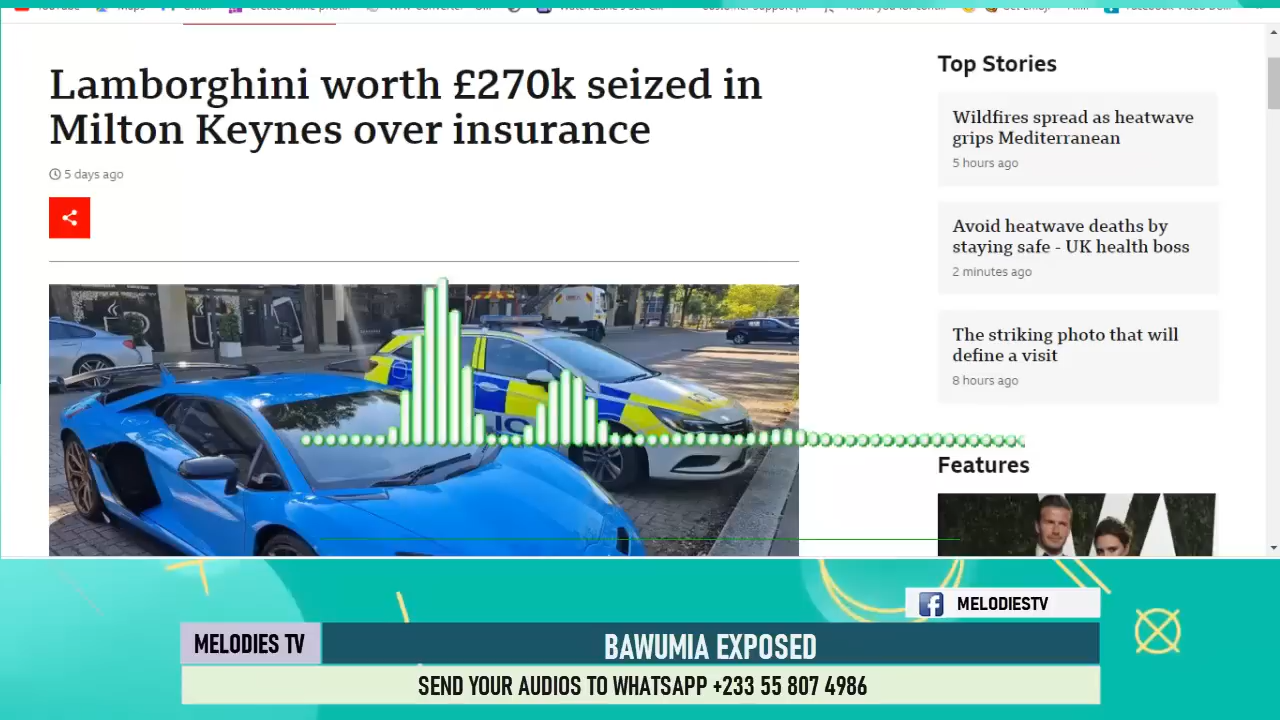 Lamborghini worth £270k seized in
Milton Keynes over insurance
5 days ago
Top Stories
Wildfires spread as heatwave
grips Mediterranean
5 hours ago
Avoid heatwave deaths by
staying safe - UK health boss
2 minutes ago
The striking photo that will
define a visit
8 hours ago
Features
MELODIESTV
MELODIES TV
BAWUMIA EXPOSED
SEND YOUR AUDIOS TO WHATSAPP +233 55 807 4986